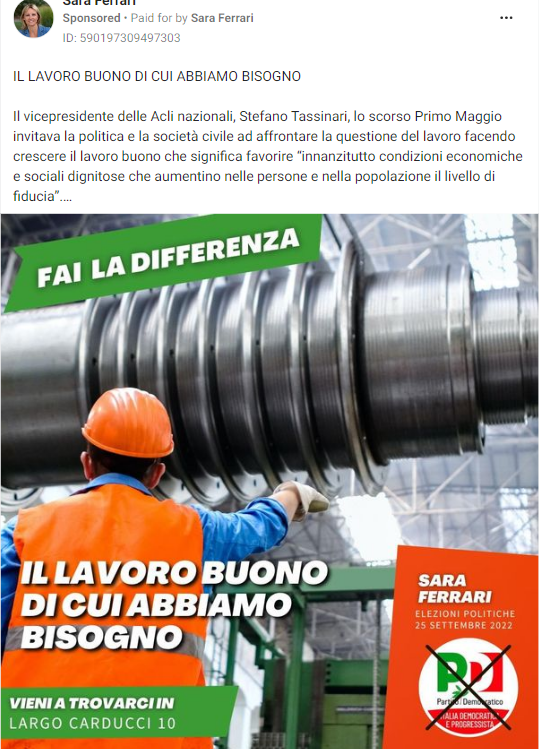 Sara Ferrari
Sponsored • Paid for by Sara Ferrari
ID: 590197309497303
IL LAVORO BUONO DI CUI ABBIAMO BISOGNO
Il vicepresidente delle Acli nazionali, Stefano Tassinari, lo scorso Primo Maggio
invitava la politica e la società civile ad affrontare la questione del lavoro facendo
crescere il lavoro buono che significa favorire “innanzitutto condizioni economiche
e sociali dignitose che aumentino nelle persone e nella popolazione il livello di
fiducia”....
FAI LA DIFFERENZA
IL LAVORO BUONO
DI CUI ABBIAMO
BISOGNO
VIENI A TROVARCI IN
LARGO CARDUCCI 10
SARA
FERRARI
ELEZIONI POLITICHE
25 SETTEMBRE 2022
PD
Partito Democratico
ITALIA DEMOCRATICA
E PROGRESSISTA